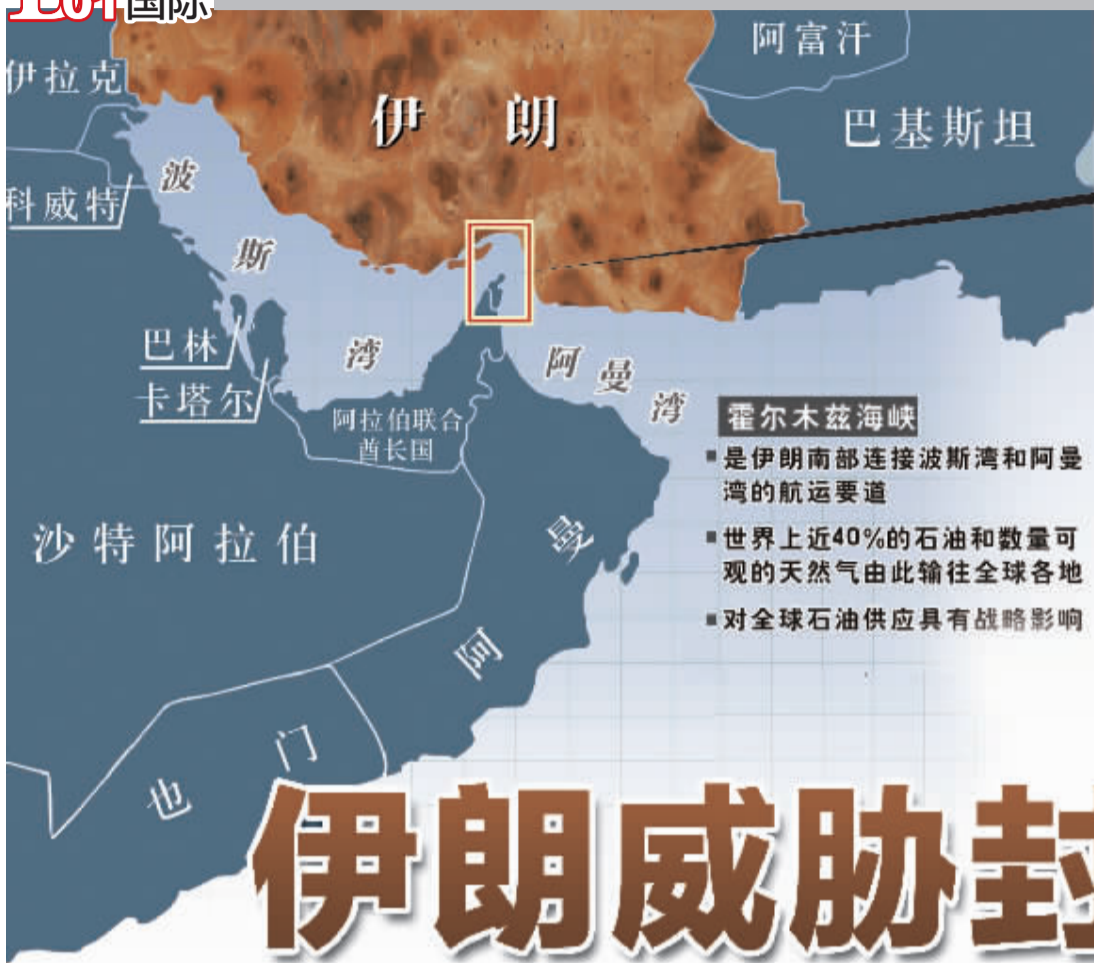 国际
伊拉克
阿富汗
伊朗
巴基斯坦
科威特
波斯湾
巴林
卡塔尔
阿曼湾
阿拉伯联合
酋长国
沙特阿拉伯
阿曼
也门
霍尔木兹海峡
是伊朗南部连接波斯湾和阿曼
湾的航运要道
世界上近40%的石油和数量可
观的天然气由此输往全球各地
对全球石油供应具有战略影响
伊朗威胁封